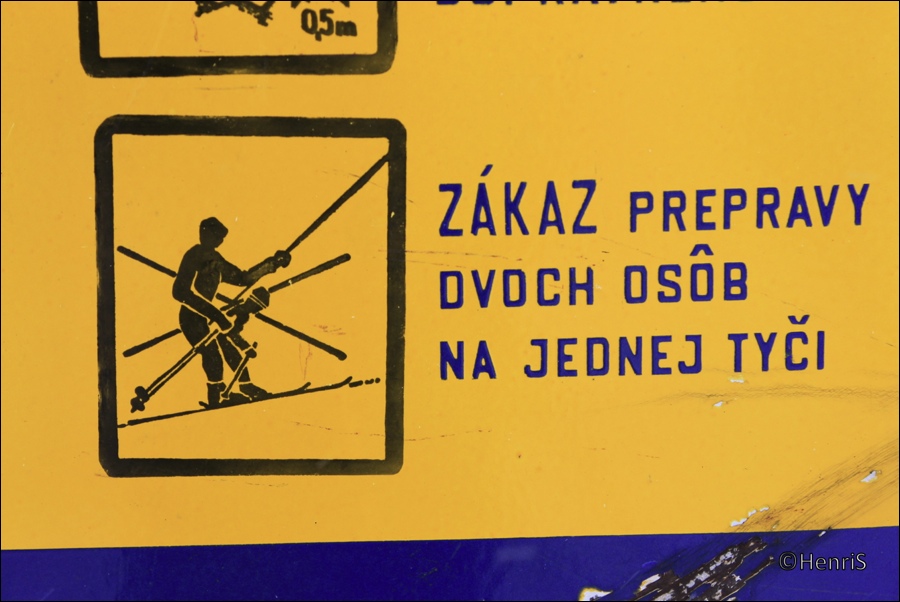 0,5m
ZÁKAZ PREPRAVY
DVOCH OSÔB
NA JEDNEJ TYČI
©HenriS